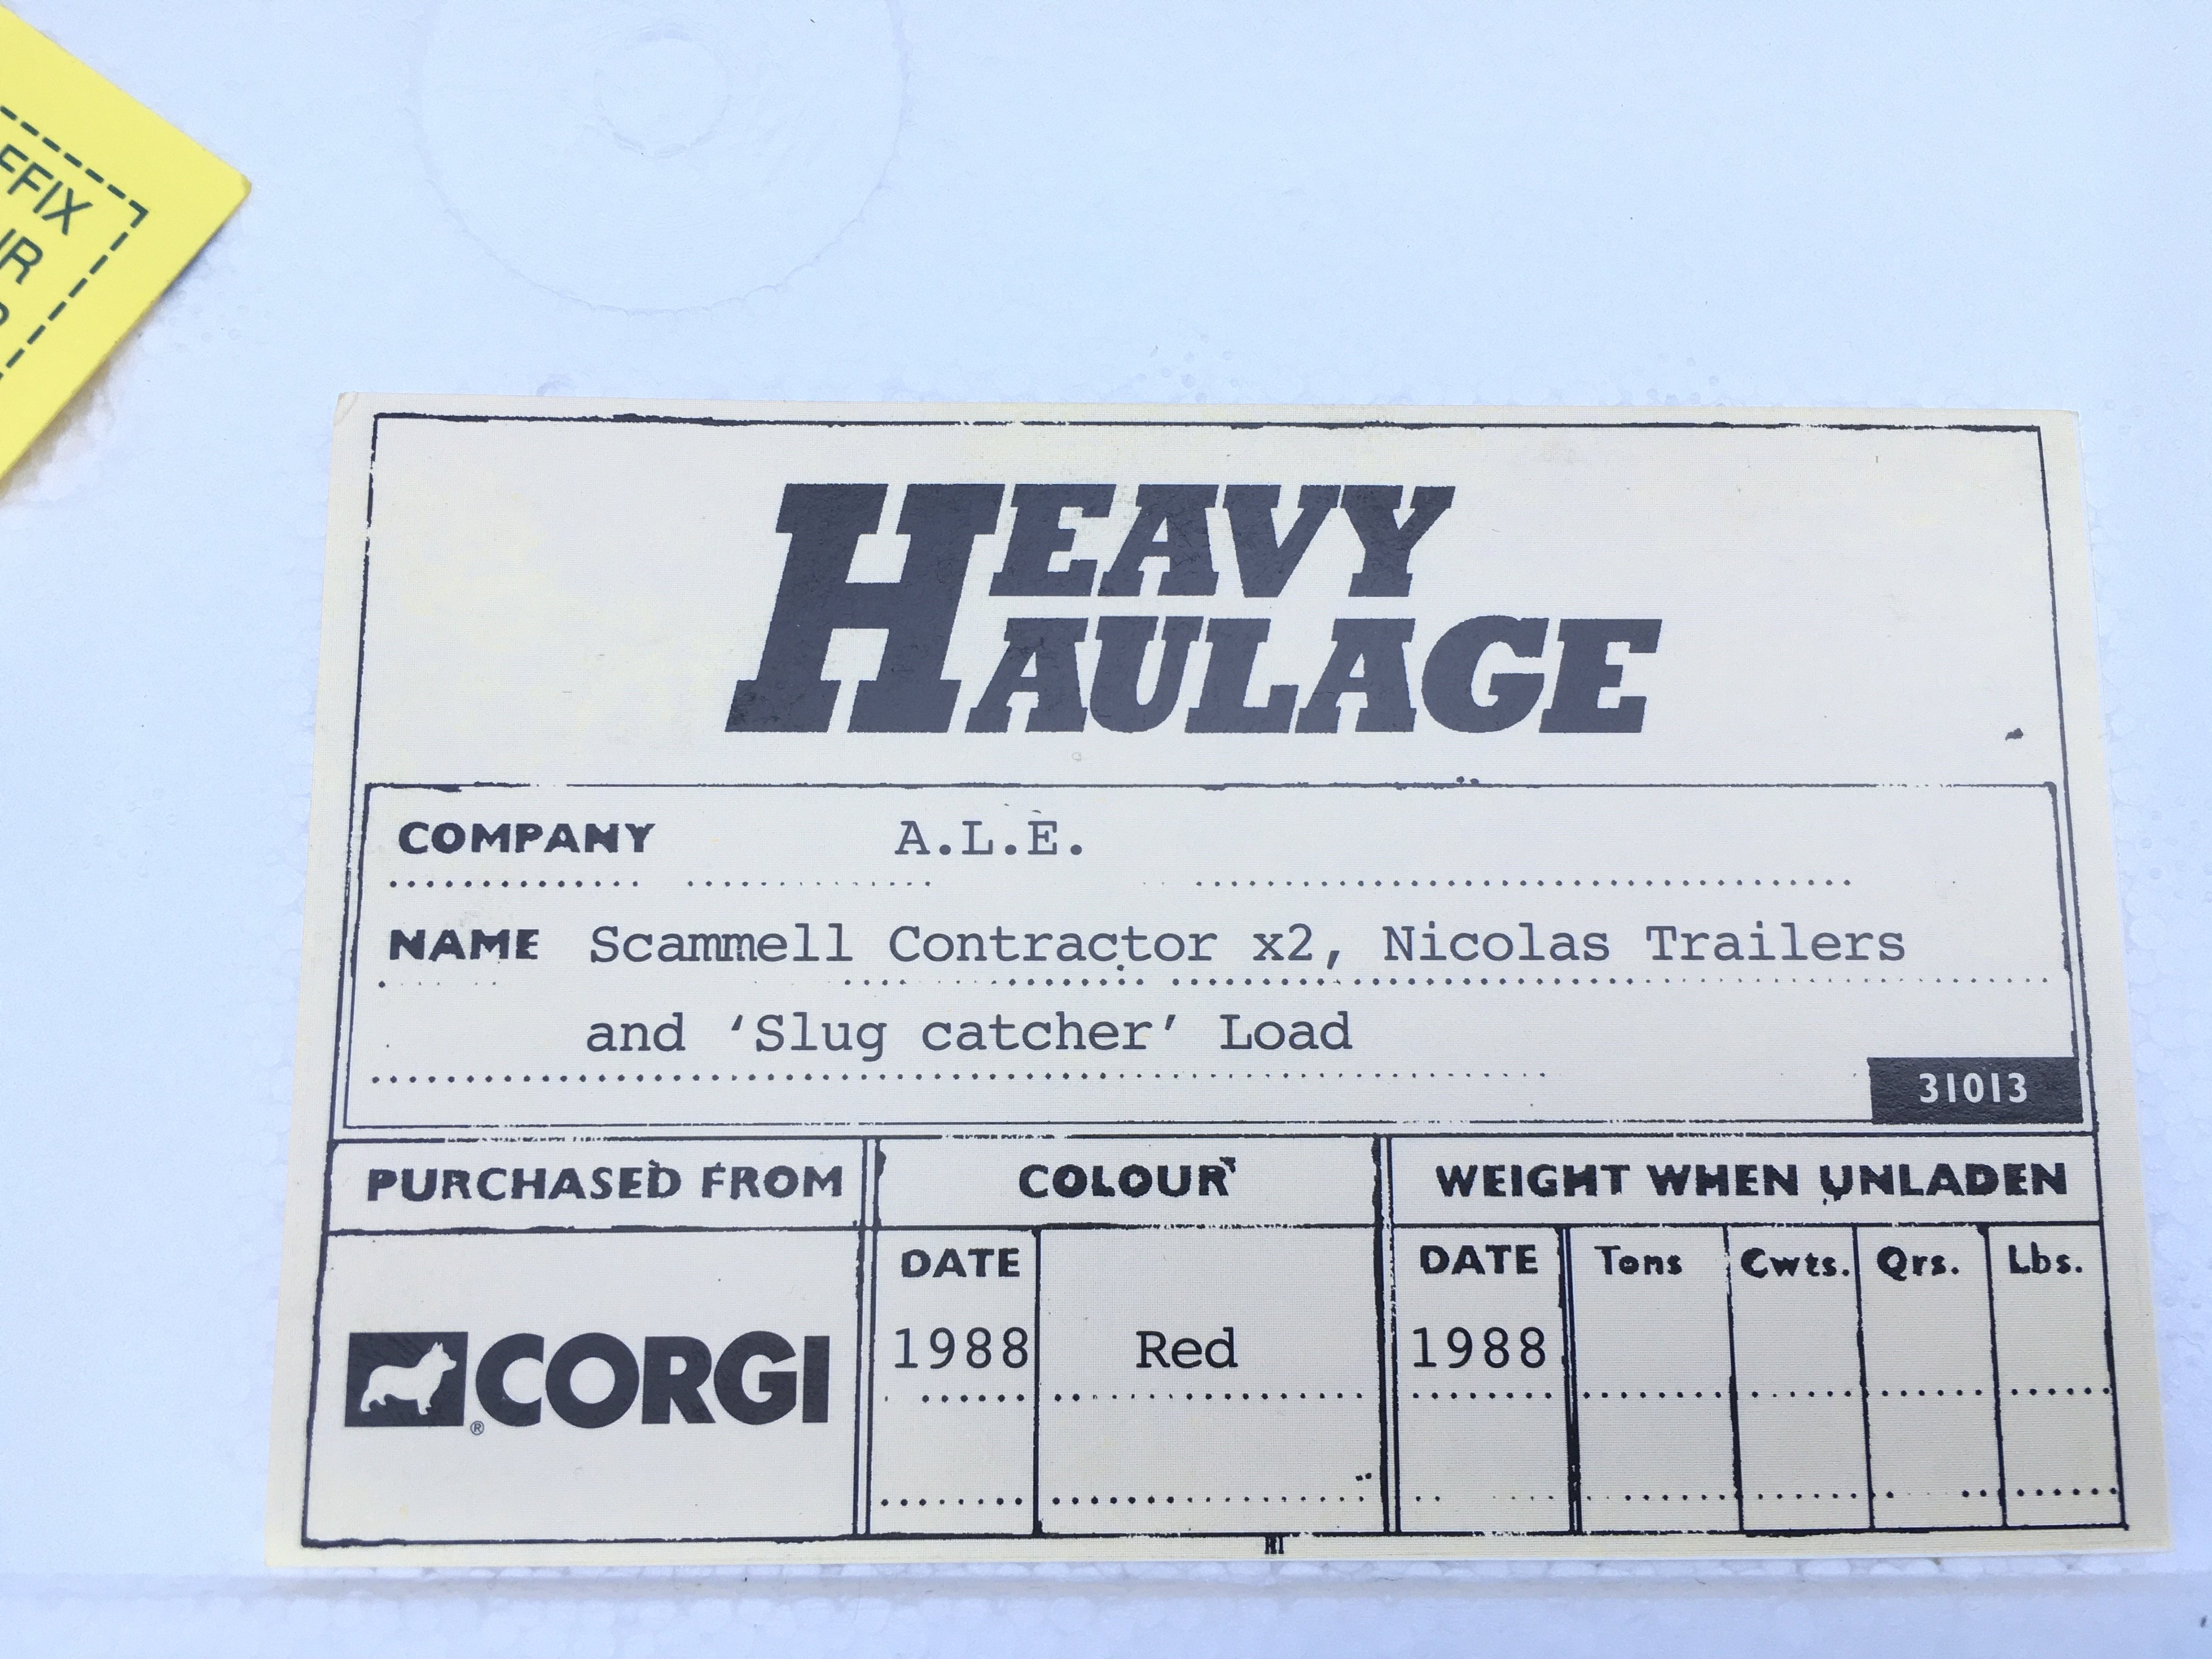 FFIX
HEAVY
HAULAGE
COMPANY A.L.E.
NAME Scammell Contractor x2, Nicolas Trailers
and ‘Slug catcher’ Load
31013
PURCHASED FROM COLOUR WEIGHT WHEN UNLADEN
DATE DATE Tons Cwts. Qrs. Lbs.
®CORGI 1988 Red 1988